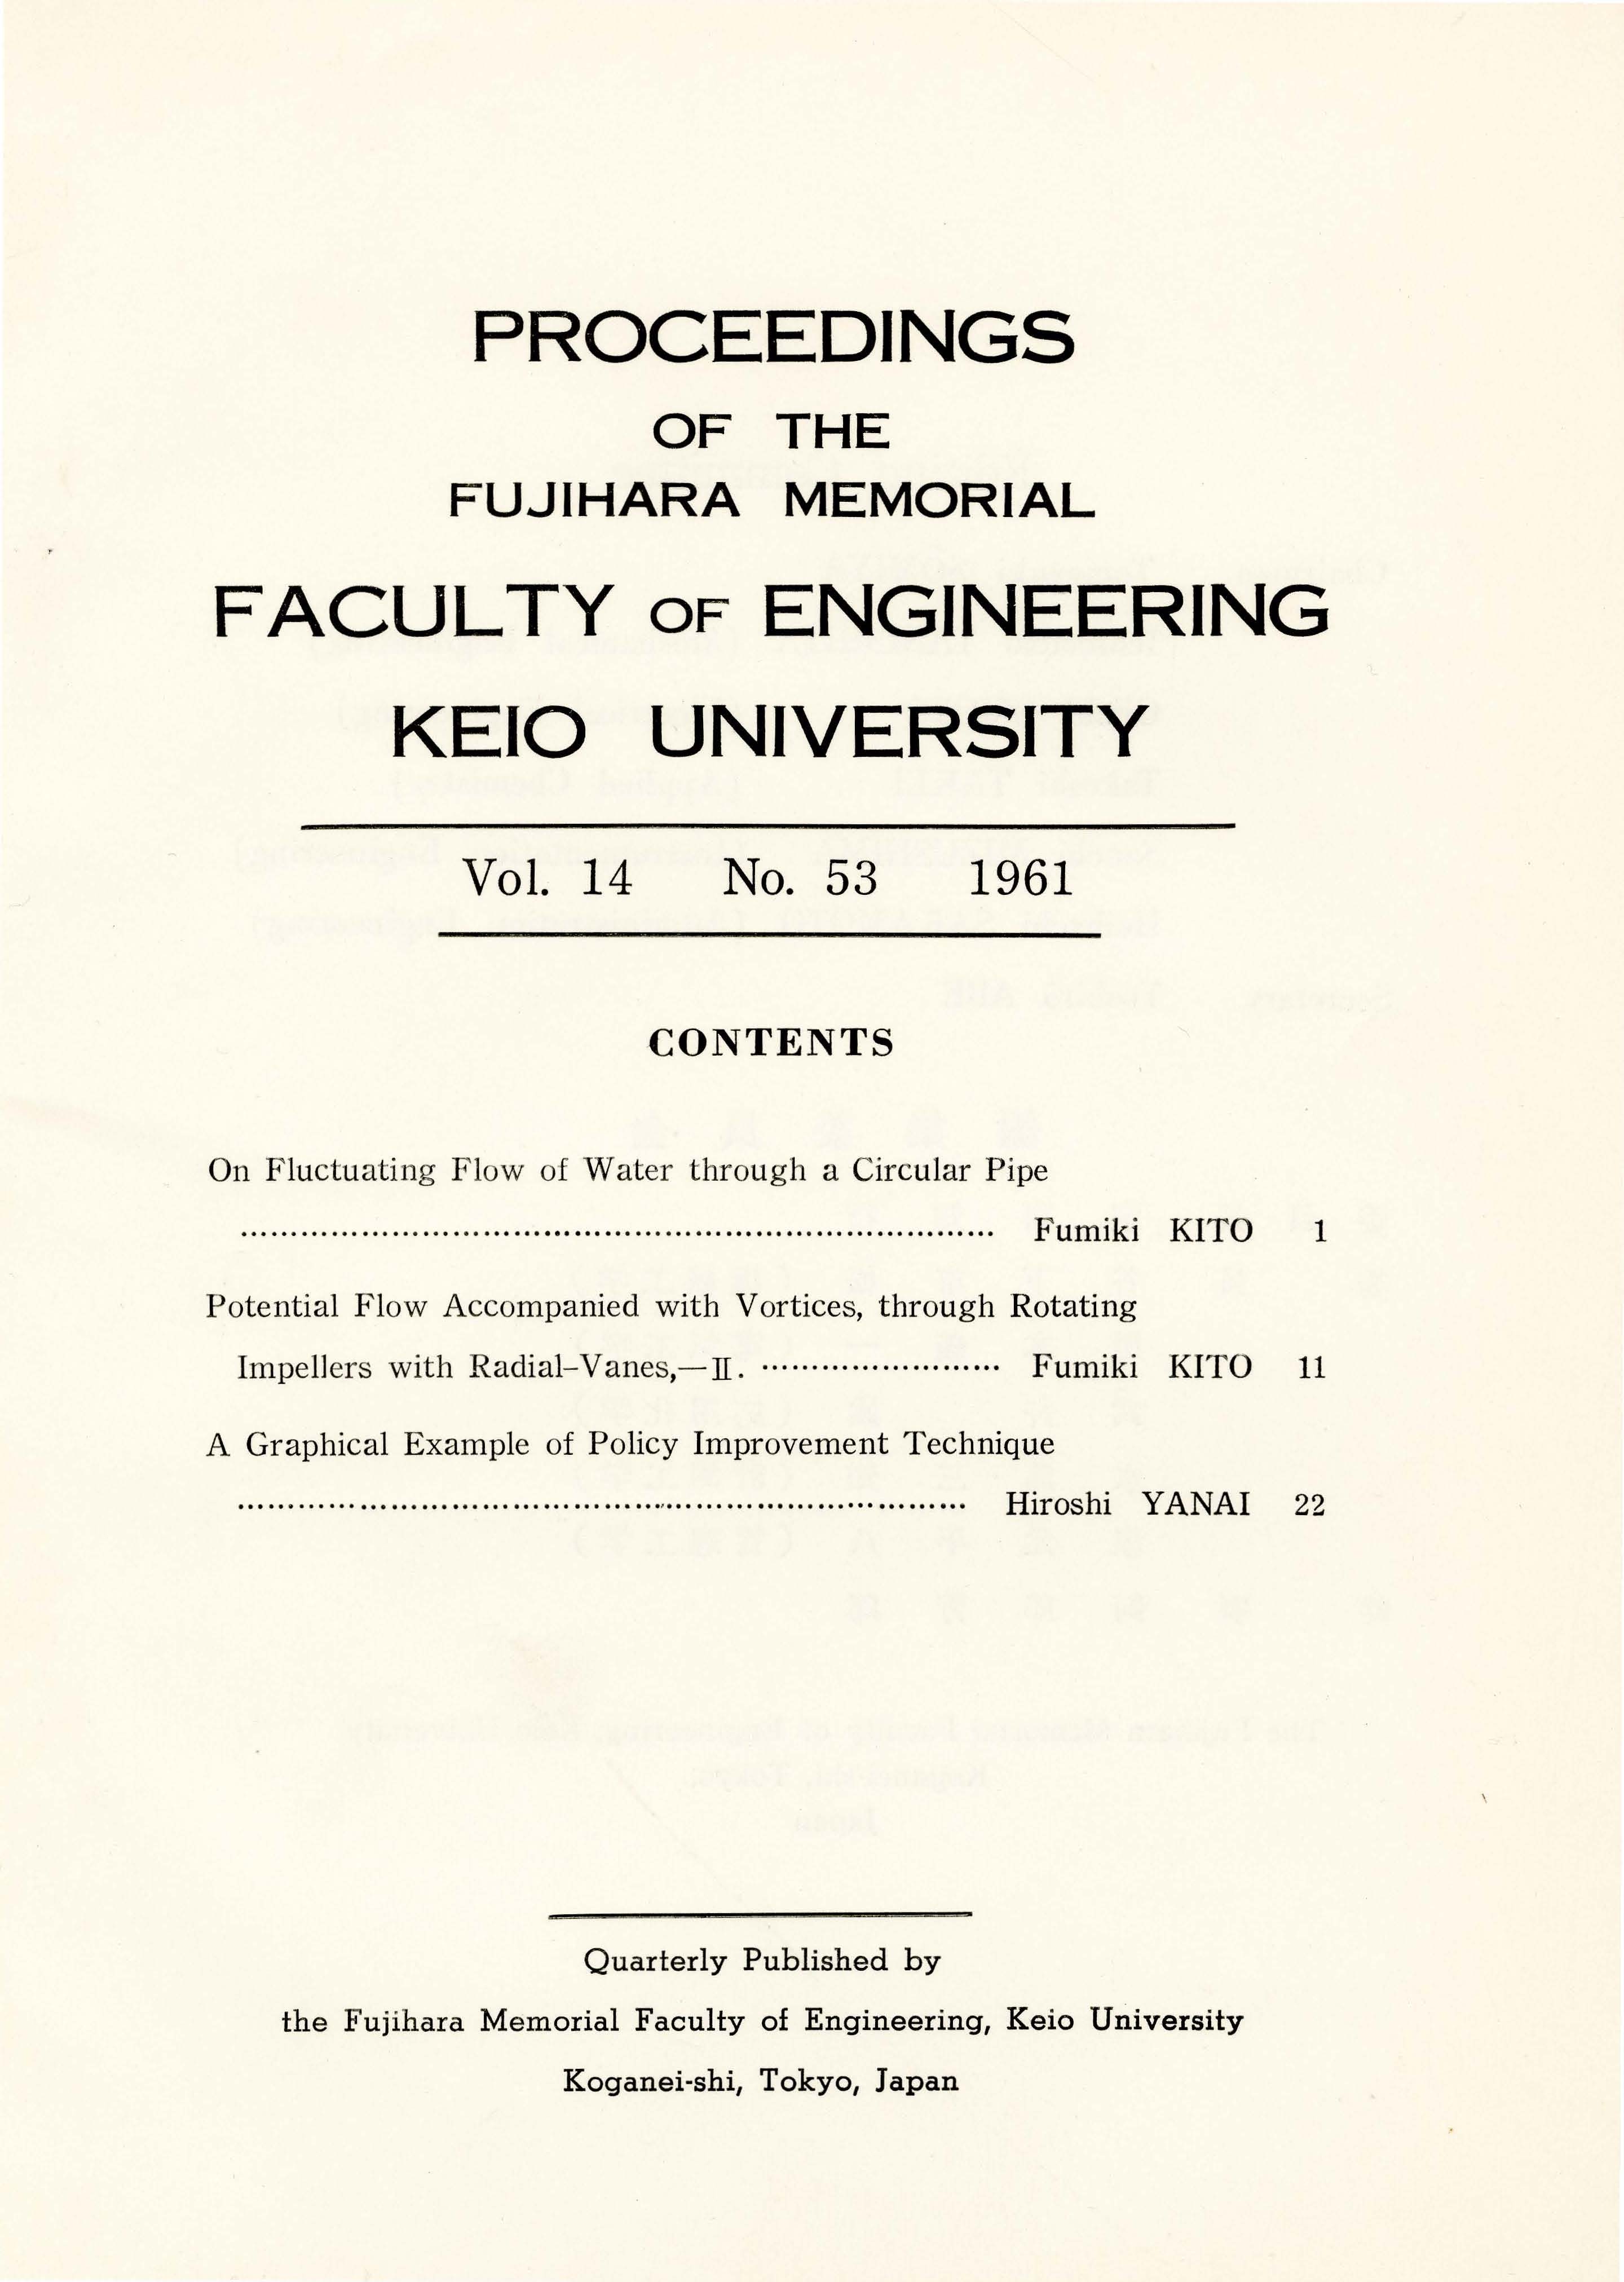 PROCEEDINGS
OF THE
FUJIHARA MEMORIAL
FACULTY OF ENGINEERING
KEIO UNIVERSITY
Vol. 14 No. 53 1961
CONTENTS
On Fluctuating Flow of Water through a Circular Pipe
........................................................................... Fumiki KITO 1
Potential Flow Accompanied with Vortices, through Rotating
Impellers with Radial-Vanes,—II. ........................ Fumiki KITO 11
A Graphical Example of Policy Improvement Technique
......................................................................... Hiroshi YANAI 22
Quarterly Published by
the Fujihara Memorial Faculty of Engineering, Keio University
Koganei-shi, Tokyo, Japan